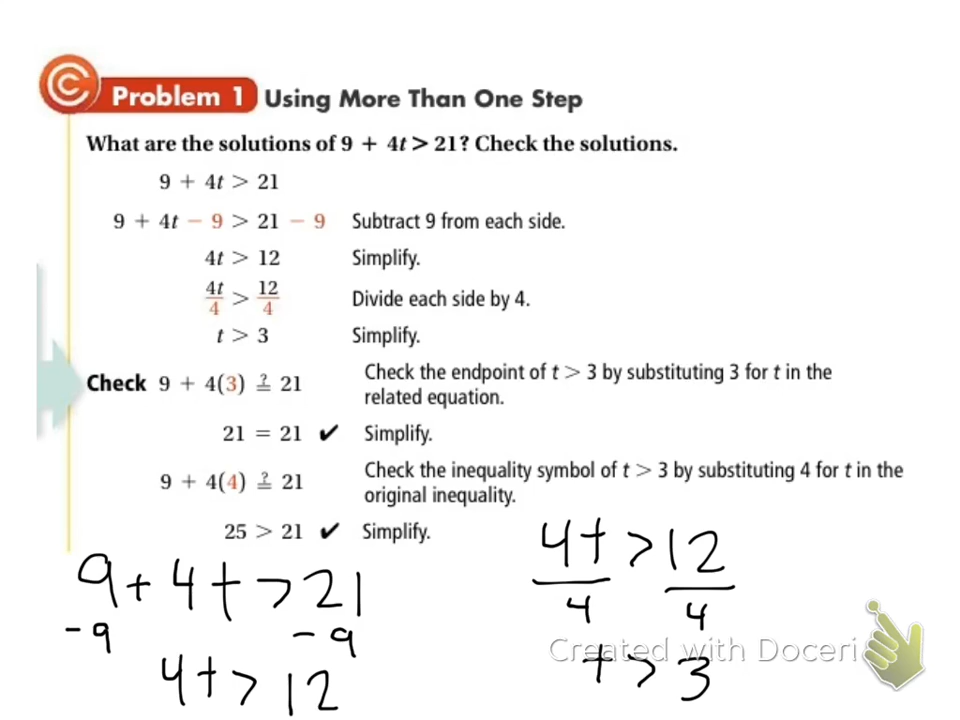 Problem 1 Using More Than One Step
What are the solutions of 9 + 4t > 21? Check the solutions.
9 + 4t > 21
9 + 4t − 9 > 21 − 9 Subtract 9 from each side.
4t > 12 Simplify.
4t/4 > 12/4 Divide each side by 4.
t > 3 Simplify.
Check 9 + 4(3) ≟ 21 Check the endpoint of t > 3 by substituting 3 for t in the
related equation.
21 = 21 ✔ Simplify.
9 + 4(4) ≟ 21 Check the inequality symbol of t > 3 by substituting 4 for t in the
original inequality.
25 > 21 ✔ Simplify.
9 + 4t > 21
−9 −9
4t > 12
4t > 12
4 4
t > 3
Created with Doceri